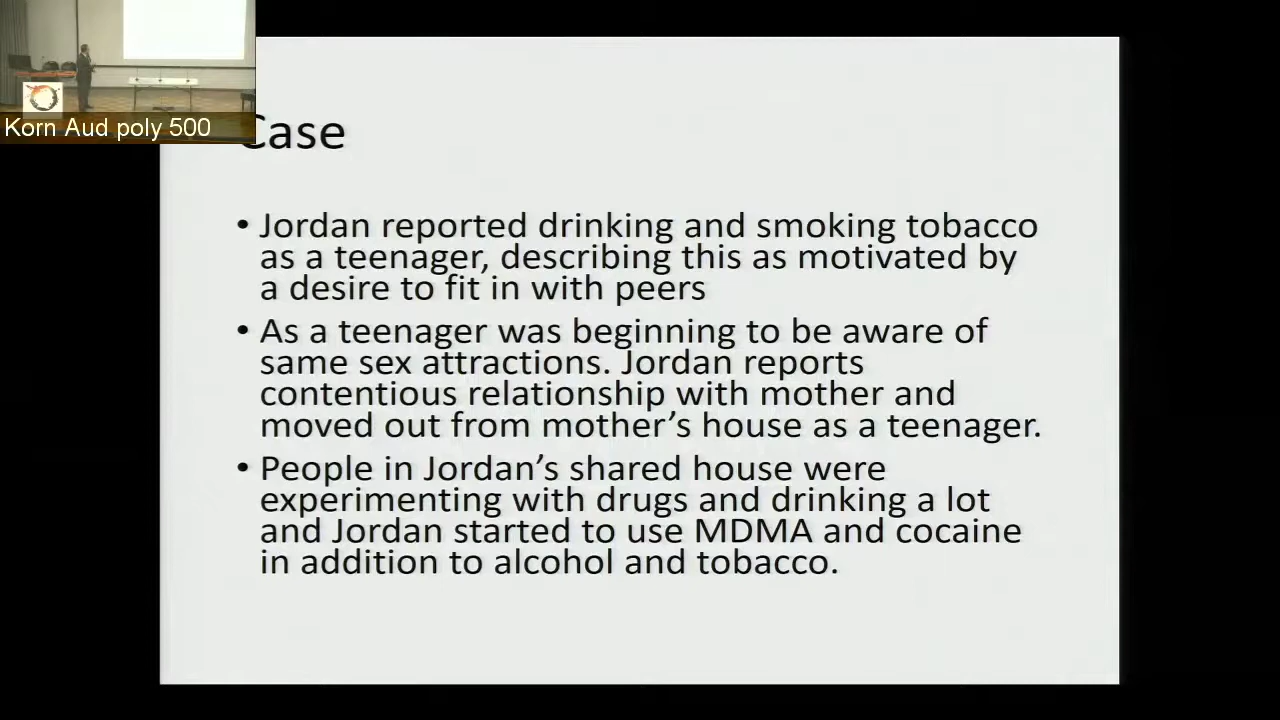 Korn Aud poly 500
Case
• Jordan reported drinking and smoking tobacco
as a teenager, describing this as motivated by
a desire to fit in with peers
• As a teenager was beginning to be aware of
same sex attractions. Jordan reports
contentious relationship with mother and
moved out from mother’s house as a teenager.
• People in Jordan’s shared house were
experimenting with drugs and drinking a lot
and Jordan started to use MDMA and cocaine
in addition to alcohol and tobacco.